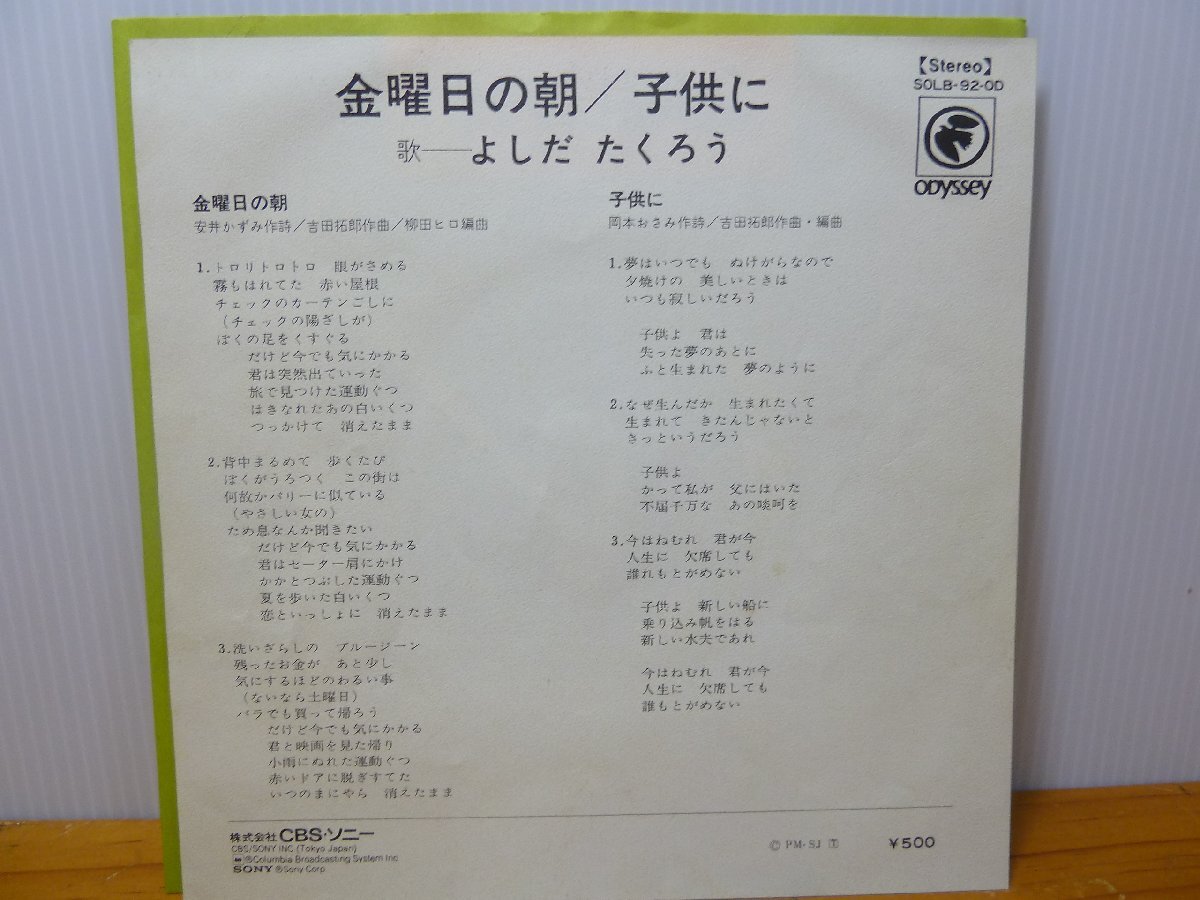 金曜日の朝／子供に
歌――よしだ たくろう
【Stereo】
SOLB-92-OD
ODYSSEY
金曜日の朝
安井かずみ作詩／吉田拓郎作曲／柳田ヒロ編曲
1.トロリトロトロ 眼がさめる
霧もはれてた 赤い屋根
チェックのカーテンごしに
（チェックの陽ざしが）
ぼくの足をくすぐる
だけど今でも気にかかる
君は突然出ていった
旅で見つけた運動ぐつ
はきなれたあの白いくつ
つっかけて 消えたまま
2.背中まるめて 歩くたび
ぼくがうろつく この街は
何故かパリーに似ている
（やさしい女の）
ため息なんか聞きたい
だけど今でも気にかかる
君はセーター肩にかけ
かかとつぶした運動ぐつ
夏を歩いた白いくつ
恋といっしょに 消えたまま
3.洗いざらしの ブルージーン
残ったお金が あと少し
気にするほどのわるい事
（ないなら土曜日）
バラでも買って帰ろう
だけど今でも気にかかる
君と映画を見た帰り
小雨にぬれた運動ぐつ
赤いドアに脱ぎすてた
いつのまにやら 消えたまま
子供に
岡本おさみ作詩／吉田拓郎作曲・編曲
1.夢はいつでも ぬけがらなので
夕焼けの 美しいときは
いつも寂しいだろう
子供よ 君は
失った夢のあとに
ふと生まれた 夢のように
2.なぜ生んだか 生まれたくて
生まれて きたんじゃないと
きっというだろう
子供よ
かって私が 父にはいた
不届千万な あの啖呵を
3.今はねむれ 君が今
人生に 欠席しても
誰れもとがめない
子供よ 新しい船に
乗り込み帆をはる
新しい水夫であれ
今はねむれ 君が今
人生に 欠席しても
誰もとがめない
株式会社 CBS・ソニー
CBS/SONY INC (Tokyo Japan)
®Columbia Broadcasting System Inc
SONY ®Sony Corp
© PM・SJ T
¥500